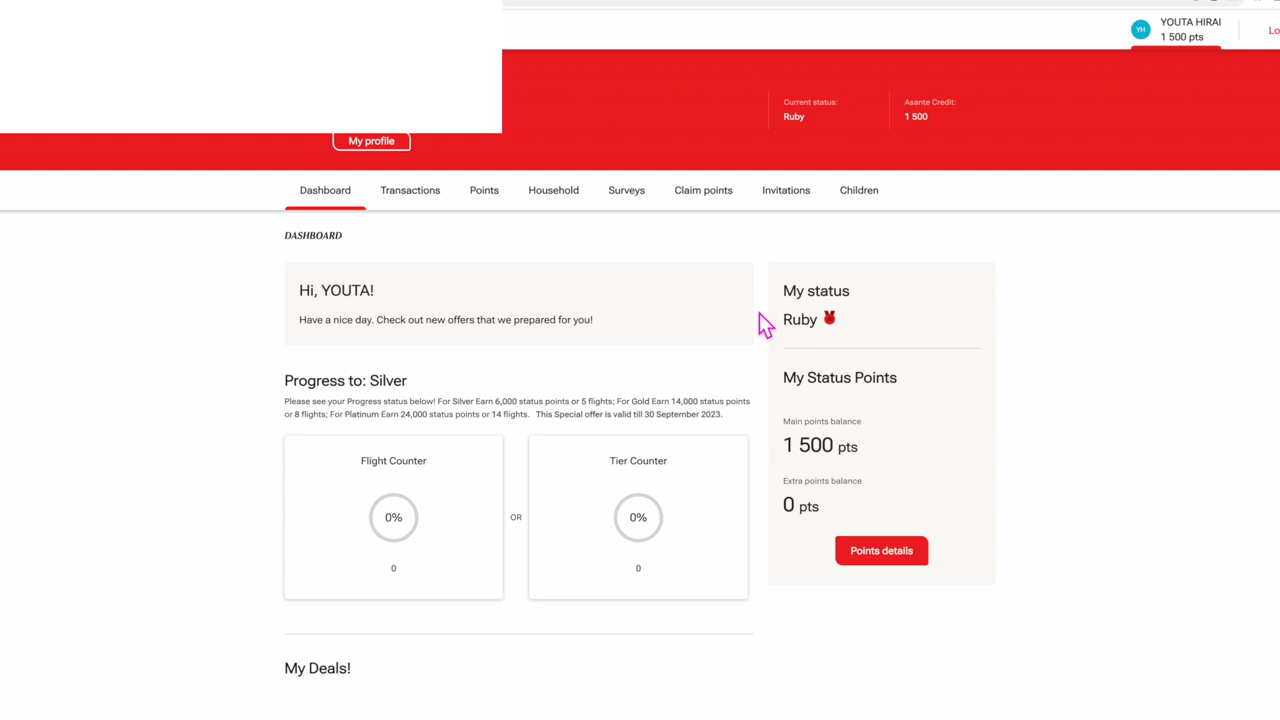 YH
YOUTA HIRAI
1 500 pts
Lo
Current status:
Ruby
Asante Credit:
1 500
My profile
Dashboard
Transactions
Points
Household
Surveys
Claim points
Invitations
Children
DASHBOARD
Hi, YOUTA!
Have a nice day. Check out new offers that we prepared for you!
My status
Ruby
Progress to: Silver
Please see your Progress status below! For Silver Earn 6,000 status points or 5 flights; For Gold Earn 14,000 status points
or 8 flights; For Platinum Earn 24,000 status points or 14 flights. This Special offer is valid till 30 September 2023.
Flight Counter
0%
0
OR
Tier Counter
0%
0
My Status Points
Main points balance
1 500 pts
Extra points balance
0 pts
Points details
My Deals!